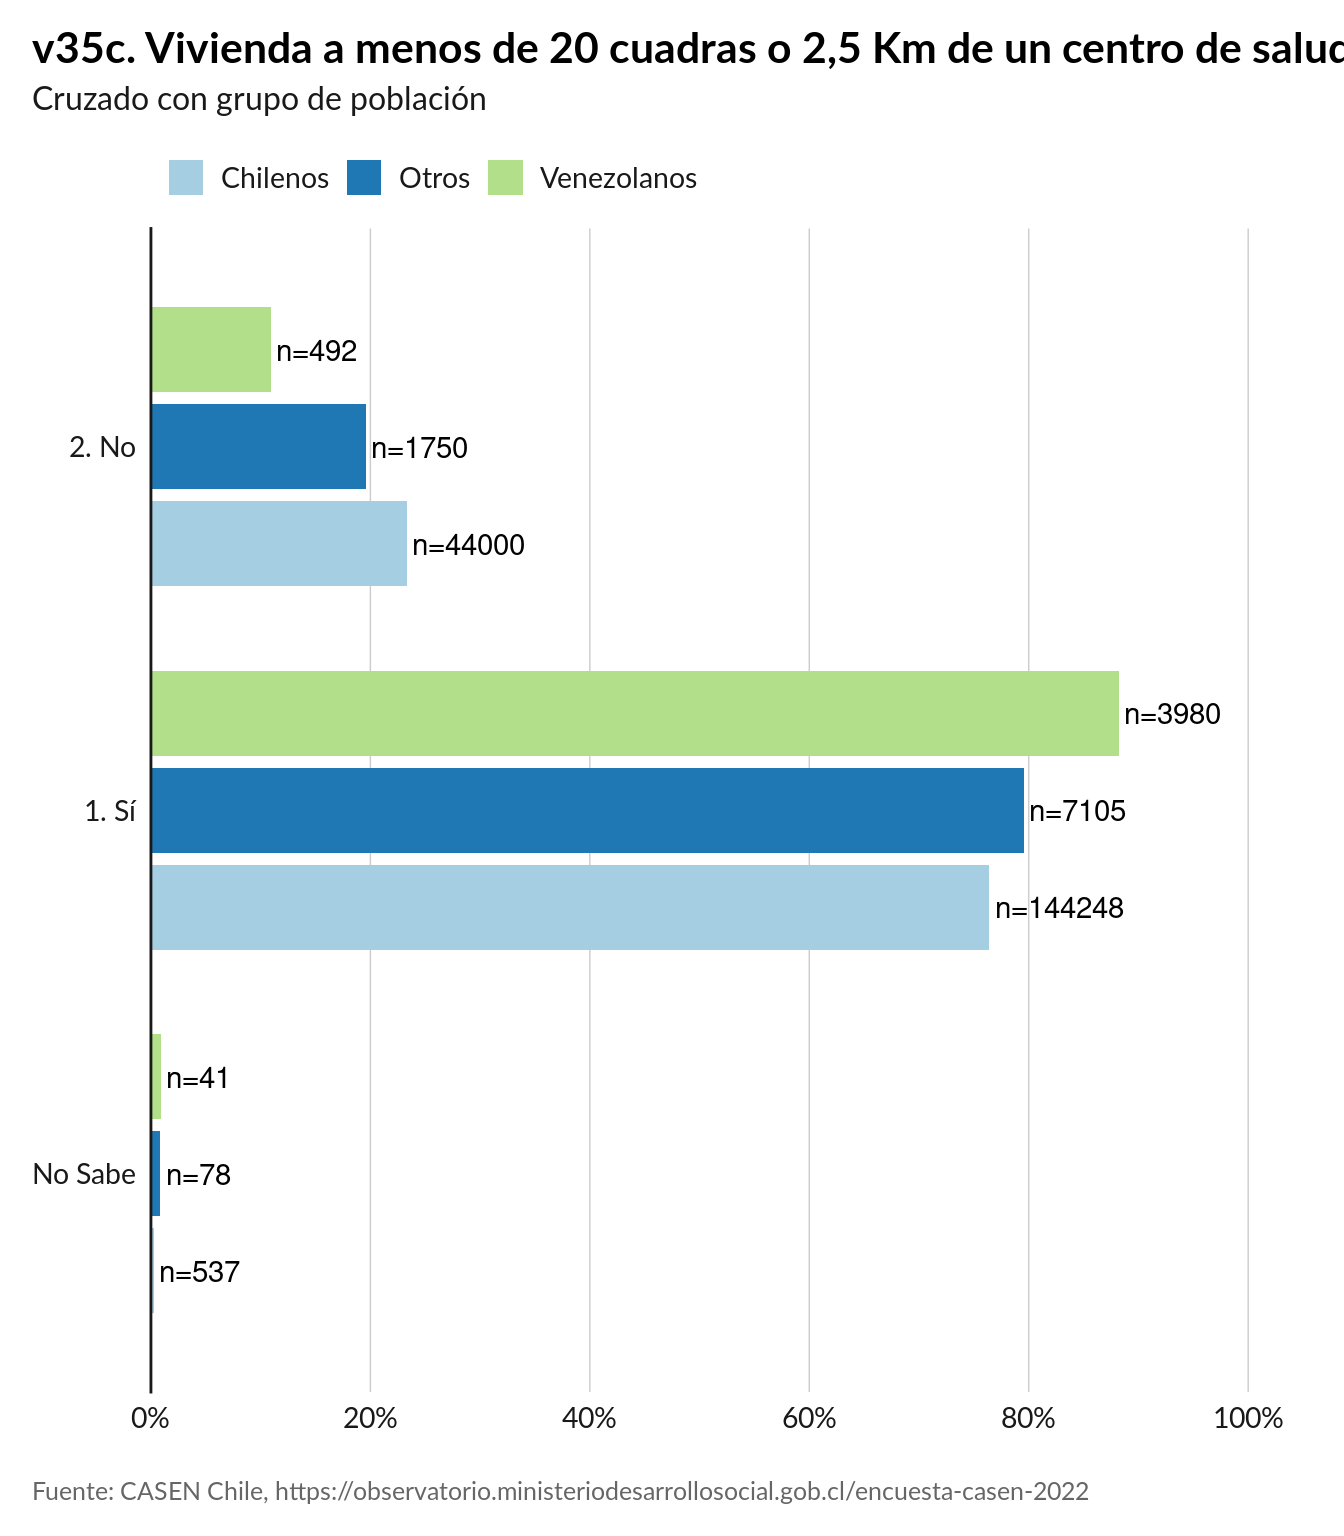 v35c. Vivienda a menos de 20 cuadras o 2,5 Km de un centro de salud
Cruzado con grupo de población
Chilenos Otros Venezolanos
n=492
2. No n=1750
n=44000
n=3980
1. Sí n=7105
n=144248
n=41
No Sabe n=78
n=537
0% 20% 40% 60% 80% 100%
Fuente: CASEN Chile, https://observatorio.ministeriodesarrollosocial.gob.cl/encuesta-casen-2022